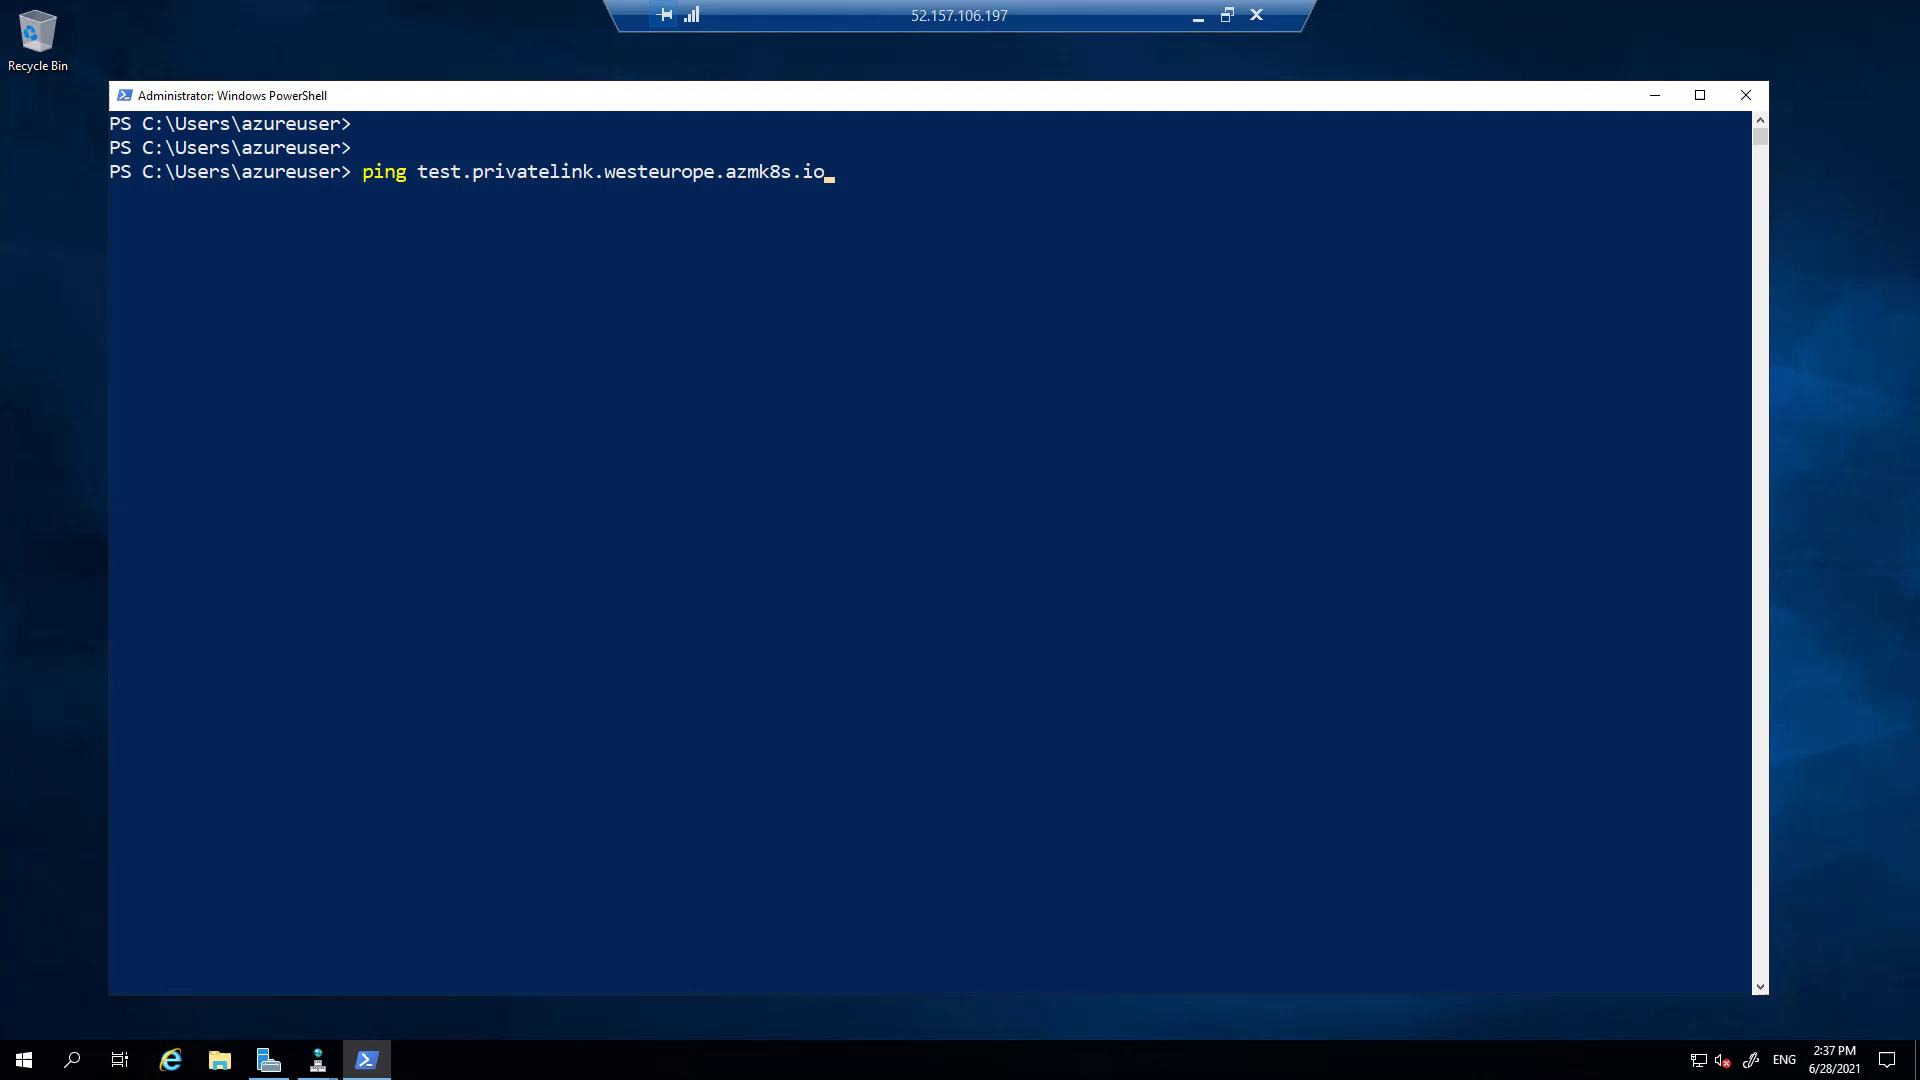 52.157.106.197
Recycle Bin
Administrator: Windows PowerShell
PS C:\Users\azureuser>
PS C:\Users\azureuser>
PS C:\Users\azureuser> ping test.privatelink.westeurope.azmk8s.io
ENG
2:37 PM
6/28/2021